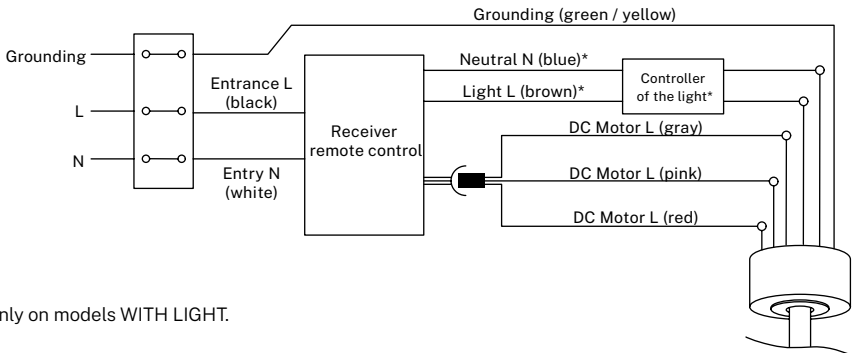 Grounding (green / yellow)
Grounding
Neutral N (blue)*
Entrance L
(black)
Light L (brown)*
Controller
of the light*
L
DC Motor L (gray)
Receiver
remote control
N
Entry N
(white)
DC Motor L (pink)
DC Motor L (red)
nly on models WITH LIGHT.